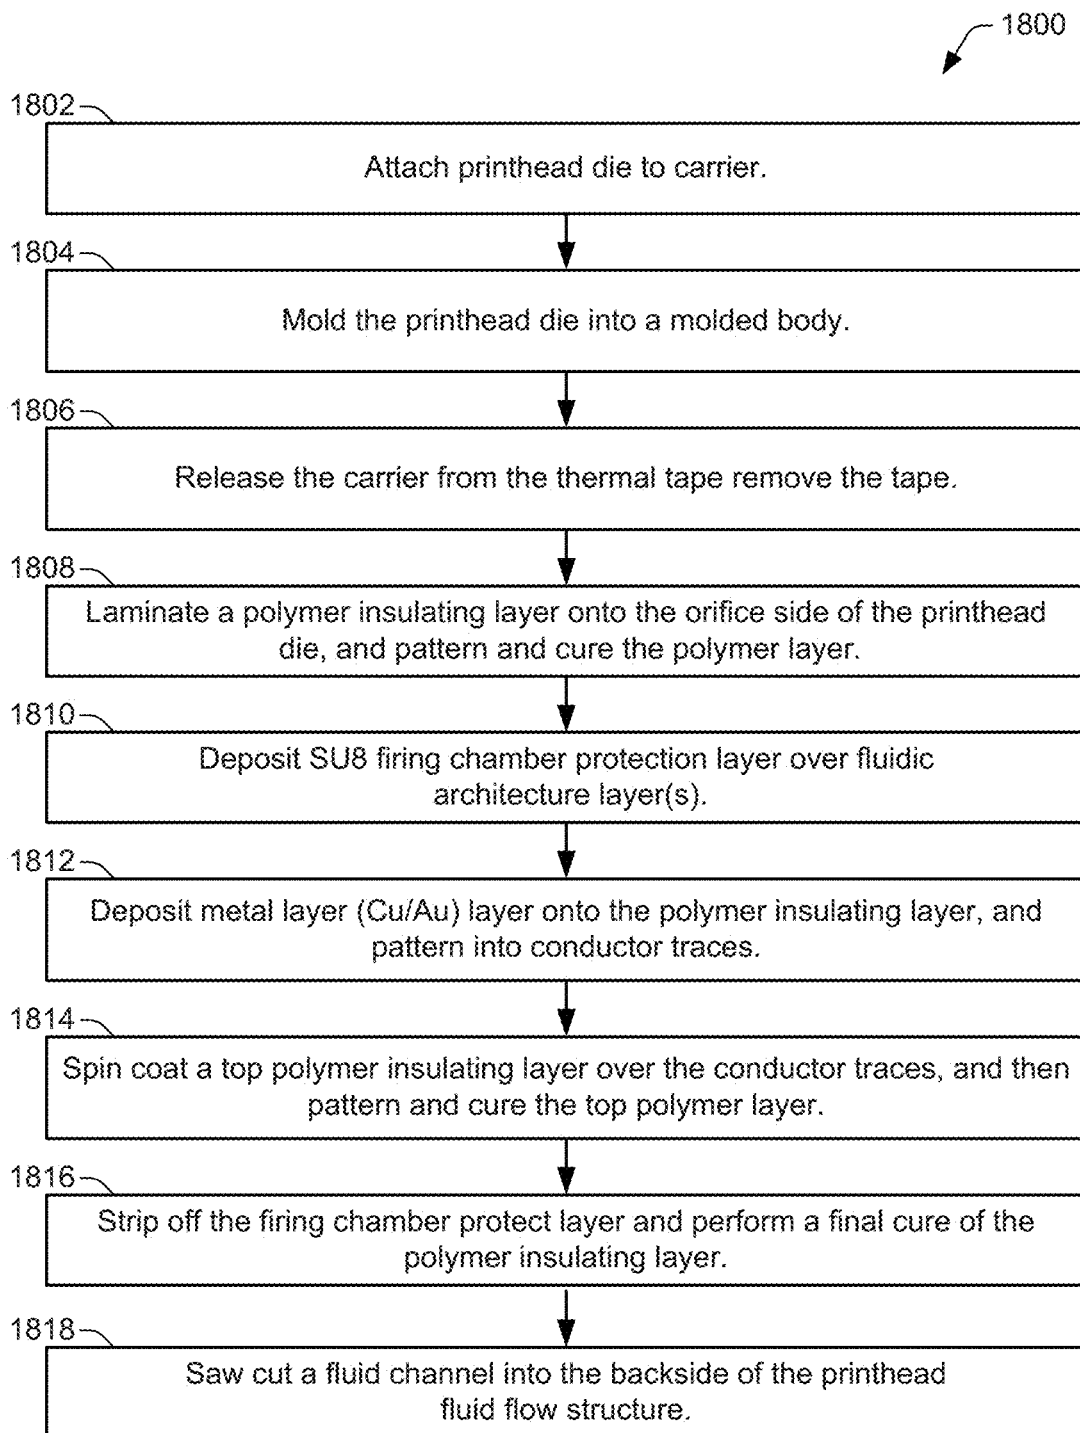 1800
1802
Attach printhead die to carrier.
1804
Mold the printhead die into a molded body.
1806
Release the carrier from the thermal tape remove the tape.
1808
Laminate a polymer insulating layer onto the orifice side of the printhead
die, and pattern and cure the polymer layer.
1810
Deposit SU8 firing chamber protection layer over fluidic
architecture layer(s).
1812
Deposit metal layer (Cu/Au) layer onto the polymer insulating layer, and
pattern into conductor traces.
1814
Spin coat a top polymer insulating layer over the conductor traces, and then
pattern and cure the top polymer layer.
1816
Strip off the firing chamber protect layer and perform a final cure of the
polymer insulating layer.
1818
Saw cut a fluid channel into the backside of the printhead
fluid flow structure.